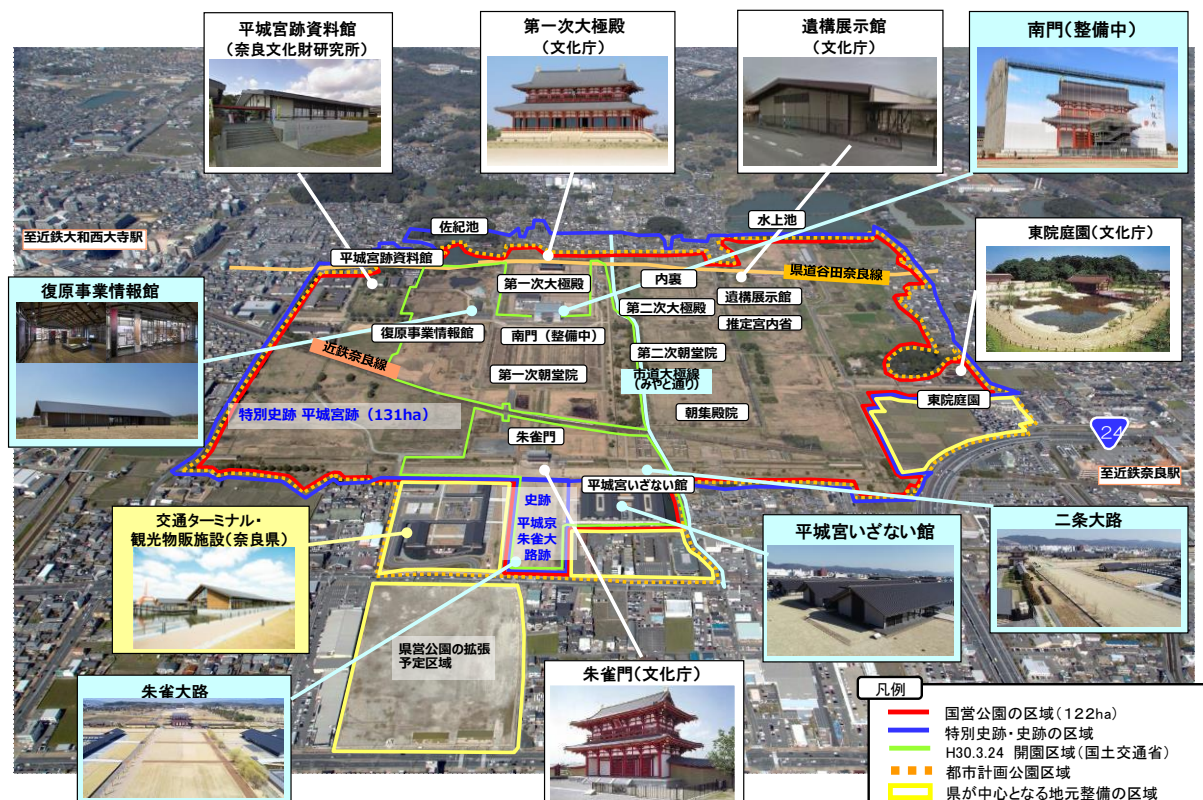 平城宮跡資料館
（奈良文化財研究所）
第一次大極殿
（文化庁）
遺構展示館
（文化庁）
南門（整備中）
佐紀池
水上池
至近鉄大和西大寺駅
平城宮跡資料館
東院庭園（文化庁）
県道谷田奈良線
第一次大極殿
内裏
復原事業情報館
遺構展示館
第二次大極殿
復原事業情報館
南門（整備中）
推定宮内省
近鉄奈良線
第二次朝堂院
第一次朝堂院
市道大極線
（みやと通り）
東院庭園
特別史跡 平城宮跡（131ha）
朝集殿院
24
朱雀門
至近鉄奈良駅
平城宮いざない館
史跡
平城京
朱雀大
路跡
交通ターミナル・
観光物販施設（奈良県）
平城宮いざない館
二条大路
県営公園の拡張
予定区域
朱雀門（文化庁）
朱雀大路
凡例
国営公園の区域（122ha）
特別史跡・史跡の区域
H30.3.24 開園区域（国土交通省）
都市計画公園区域
県が中心となる地元整備の区域